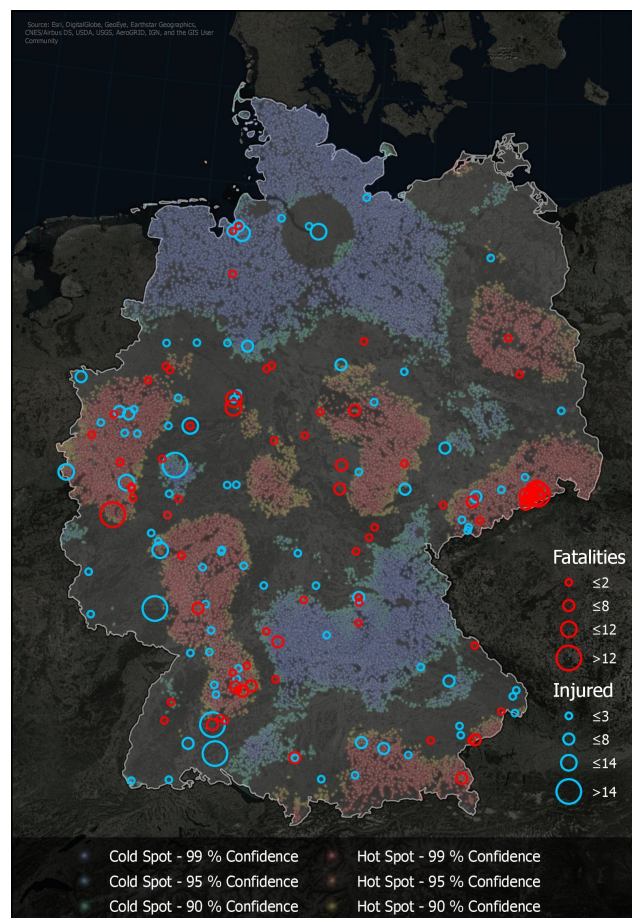 Source: Esri, DigitalGlobe, GeoEye, Earthstar Geographics,
CNES/Airbus DS, USDA, USGS, AeroGRID, IGN, and the GIS User
Community
Fatalities
≤2
≤8
≤12
>12
Injured
≤3
≤8
≤14
>14
Cold Spot - 99 % Confidence
Hot Spot - 99 % Confidence
Cold Spot - 95 % Confidence
Hot Spot - 95 % Confidence
Cold Spot - 90 % Confidence
Hot Spot - 90 % Confidence